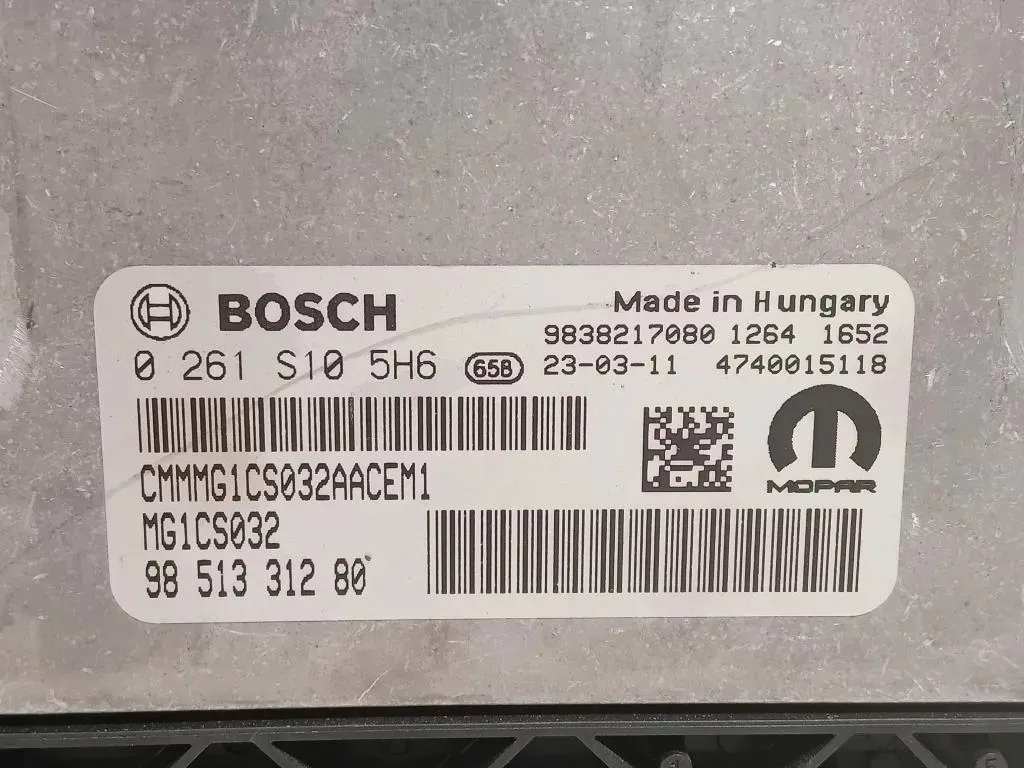 BOSCH
Made in Hungary
9838217080 1264 1652
0 261 S10 5H6 65B 23-03-11 4740015118
CMMMG1CS032AACEM1
MOPAR
MG1CS032
98 513 312 80